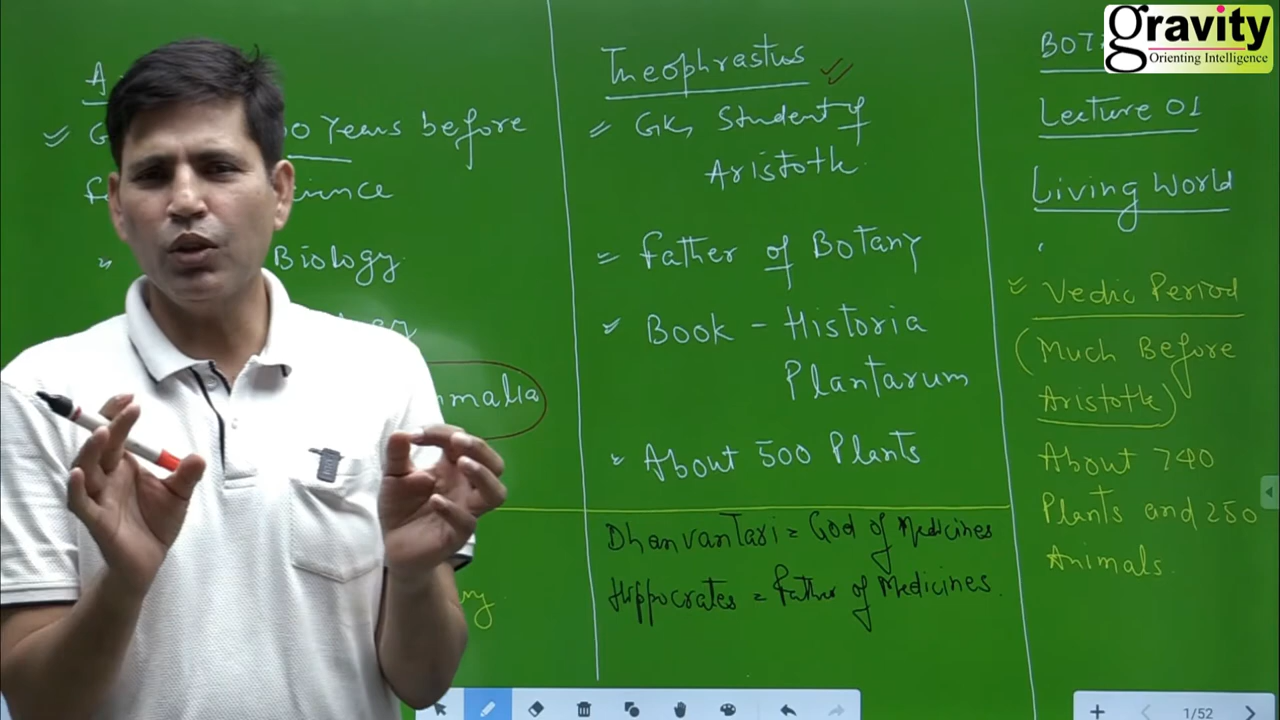 gravity
Orienting Intelligence
Years before
Biology
Theophrastus
GK, Student of
Aristotle
Father of Botany
Book - Historia
Plantarum
About 500 Plants
Dhanvantari = God of Medicines
Hippocrates = Father of Medicines
Lecture 01
Living World
Vedic Period
(Much Before
Aristotle)
About 740
Plants and 250
Animals
1/52